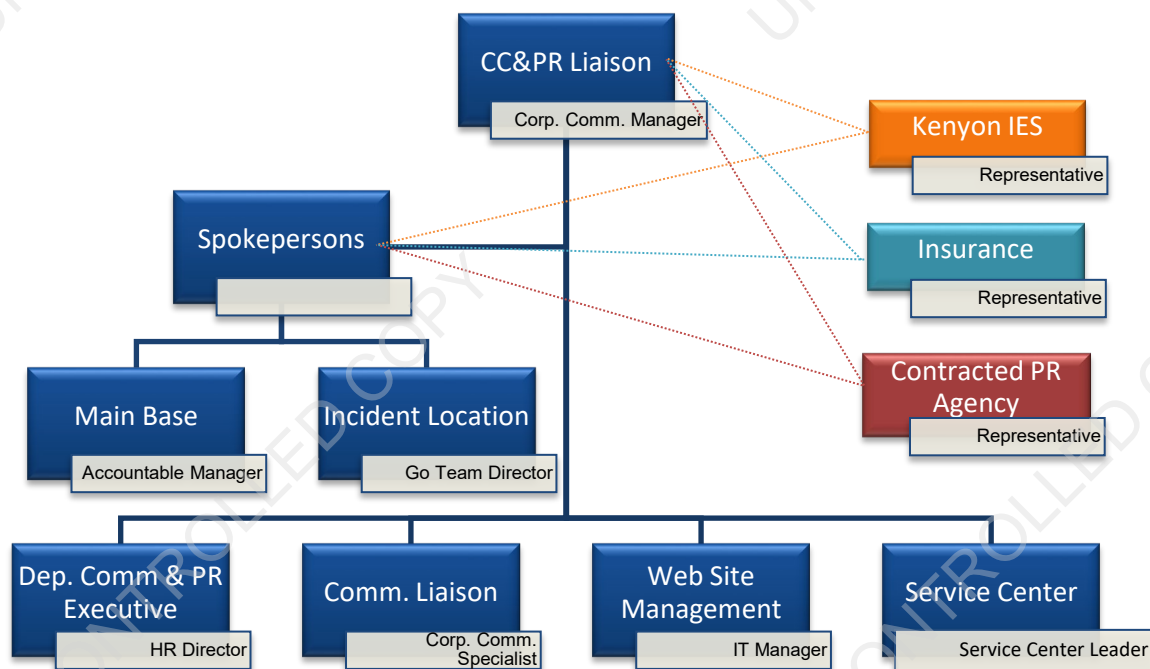 CC&PR Liaison
Corp. Comm. Manager
Kenyon IES
Representative
Spokepersons
Insurance
Representative
Contracted PR
Agency
Representative
Main Base
Accountable Manager
Incident Location
Go Team Director
Dep. Comm & PR
Executive
HR Director
Comm. Liaison
Corp. Comm.
Specialist
Web Site
Management
IT Manager
Service Center
Service Center Leader